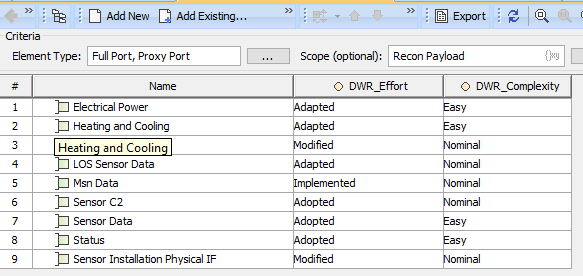 Add New Add Existing... Export
Criteria
Element Type: Full Port, Proxy Port ... Scope (optional): Recon Payload {}xy
# Name DWR_Effort DWR_Complexity
1 Electrical Power Adapted Easy
2 Heating and Cooling Adapted Easy
3 Heating and Cooling Modified Nominal
4 LOS Sensor Data Adapted Nominal
5 Msn Data Implemented Nominal
6 Sensor C2 Adopted Nominal
7 Sensor Data Adopted Easy
8 Status Adopted Easy
9 Sensor Installation Physical IF Modified Nominal